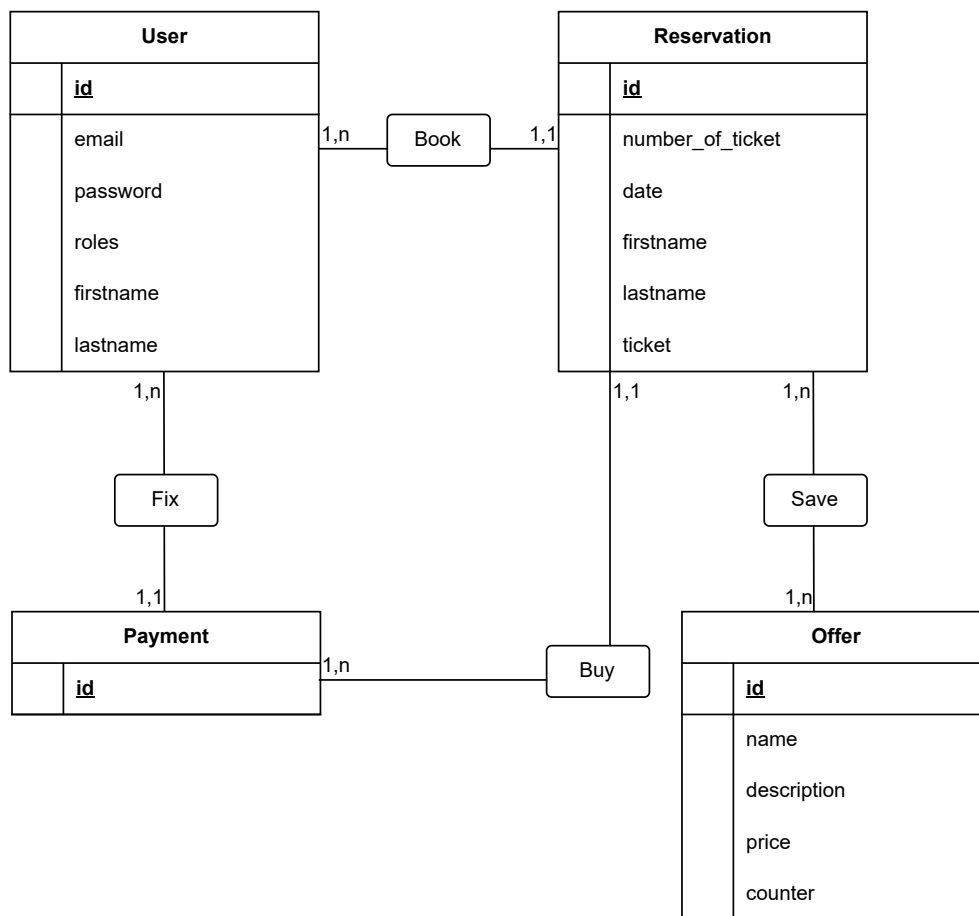 User
id
email
password
roles
firstname
lastname
1,n
Book
1,1
Reservation
id
number_of_ticket
date
firstname
lastname
ticket
1,n
Fix
1,1
1,1
1,n
Save
1,n
Payment
id
1,n
Buy
Offer
id
name
description
price
counter